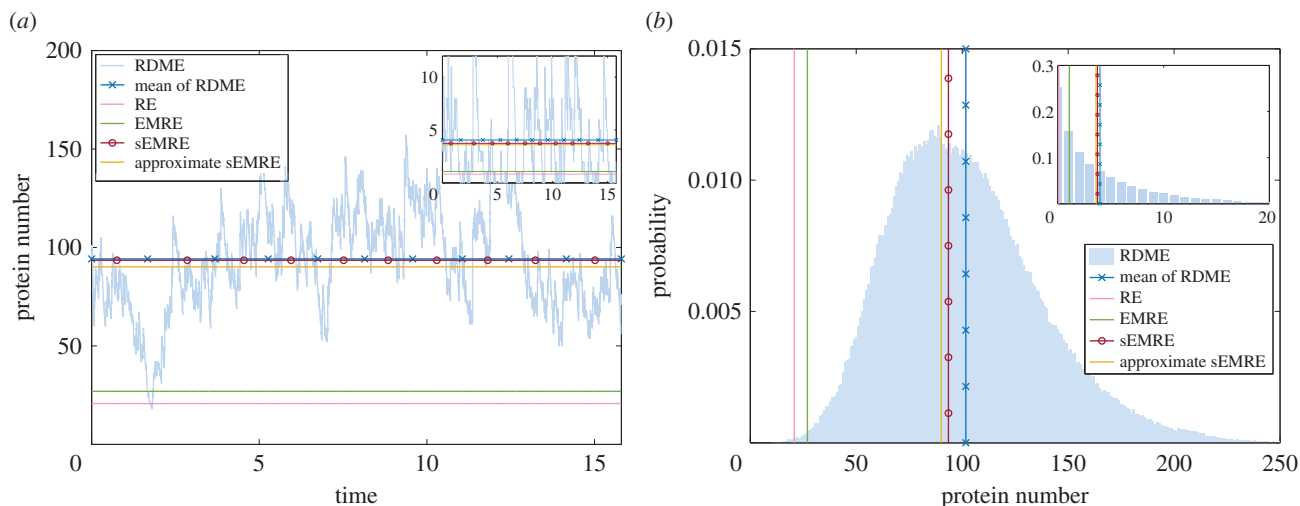 (a)
200
150
100
50
0
5
10
15
protein number
time
RDME
mean of RDME
RE
EMRE
sEMRE
approximate sEMRE
10
5
0
5
10
15
(b)
0.015
0.010
0.005
0
50
100
150
200
250
probability
protein number
0.3
0.2
0.1
0
10
20
RDME
mean of RDME
RE
EMRE
sEMRE
approximate sEMRE